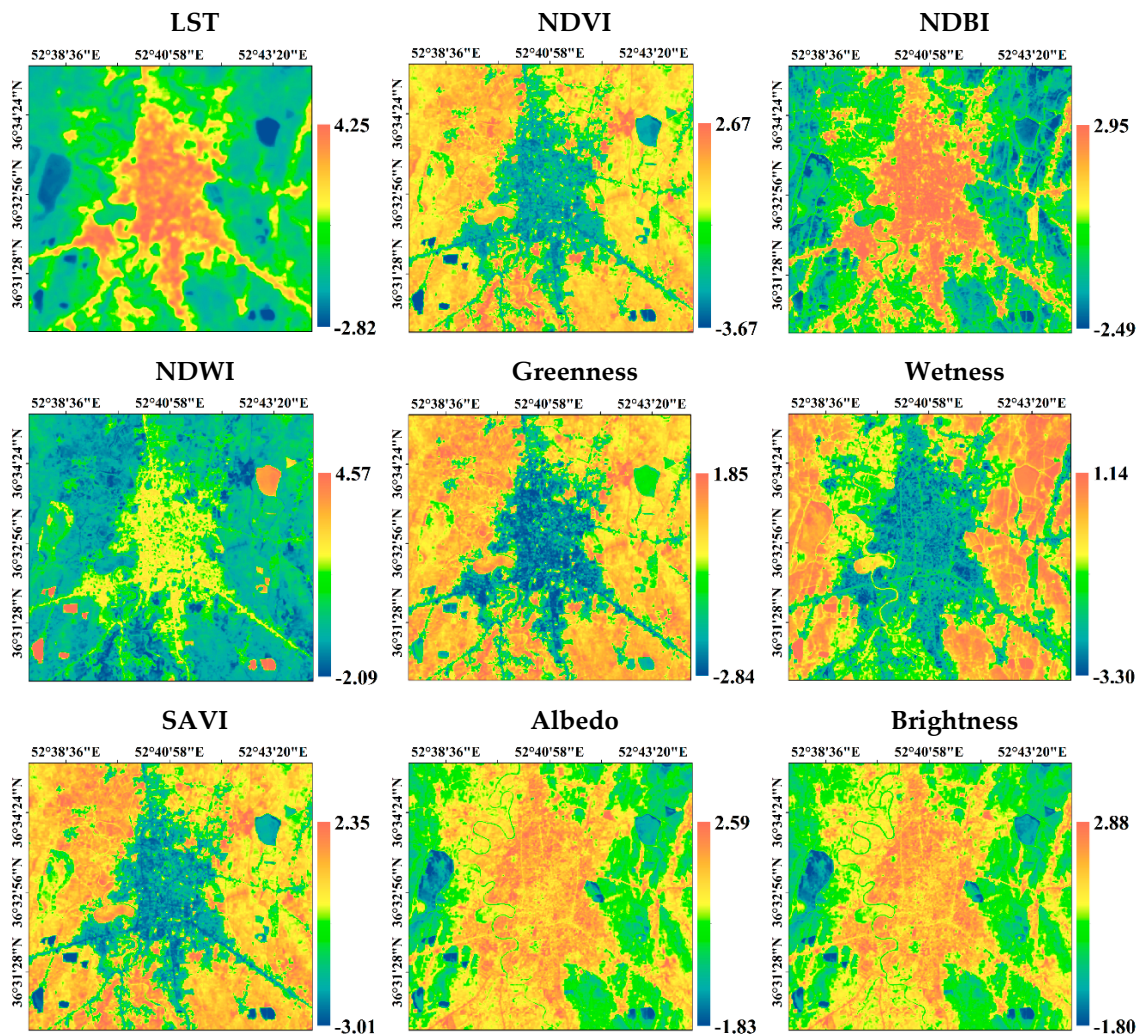 LST NDVI NDBI
52°38'36"E 52°40'58"E 52°43'20"E 52°38'36"E 52°40'58"E 52°43'20"E 52°38'36"E 52°40'58"E 52°43'20"E
36°34'24"N 36°34'24"N 36°34'24"N
4.25 2.67 2.95
36°32'56"N 36°32'56"N 36°32'56"N
36°31'28"N 36°31'28"N 36°31'28"N
-2.82 -3.67 -2.49
NDWI Greenness Wetness
52°38'36"E 52°40'58"E 52°43'20"E 52°38'36"E 52°40'58"E 52°43'20"E 52°38'36"E 52°40'58"E 52°43'20"E
36°34'24"N 36°34'24"N 36°34'24"N
4.57 1.85 1.14
36°32'56"N 36°32'56"N 36°32'56"N
36°31'28"N 36°31'28"N 36°31'28"N
-2.09 -2.84 -3.30
SAVI Albedo Brightness
52°38'36"E 52°40'58"E 52°43'20"E 52°38'36"E 52°40'58"E 52°43'20"E 52°38'36"E 52°40'58"E 52°43'20"E
36°34'24"N 36°34'24"N 36°34'24"N
2.35 2.59 2.88
36°32'56"N 36°32'56"N 36°32'56"N
36°31'28"N 36°31'28"N 36°31'28"N
-3.01 -1.83 -1.80